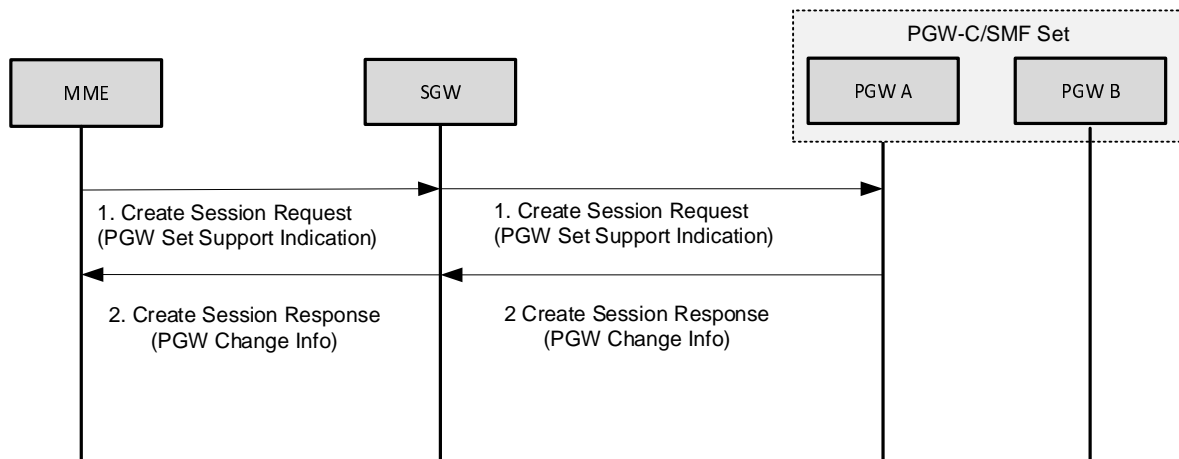 PGW-C/SMF Set
MME
SGW
PGW A
PGW B
1. Create Session Request
(PGW Set Support Indication)
1. Create Session Request
(PGW Set Support Indication)
2. Create Session Response
(PGW Change Info)
2 Create Session Response
(PGW Change Info)